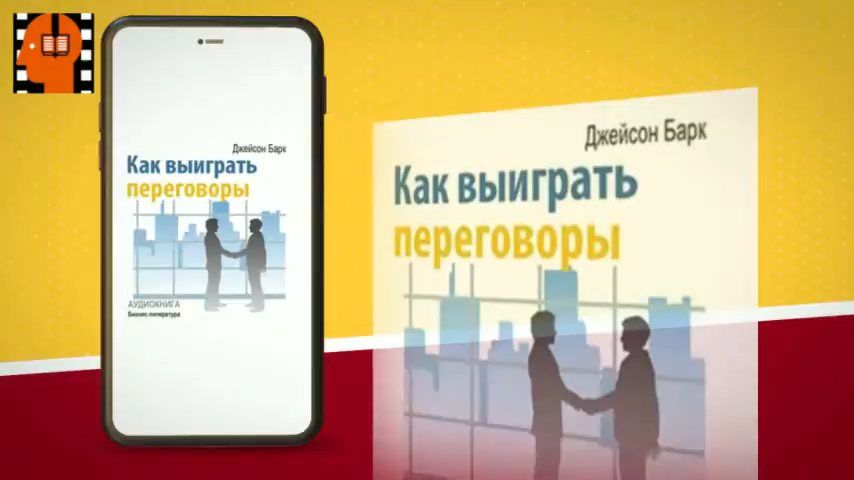 Джейсон Барк
Как выиграть
переговоры
АУДИОКНИГА
Бизнес литература
Джейсон Барк
Как выиграть
переговоры